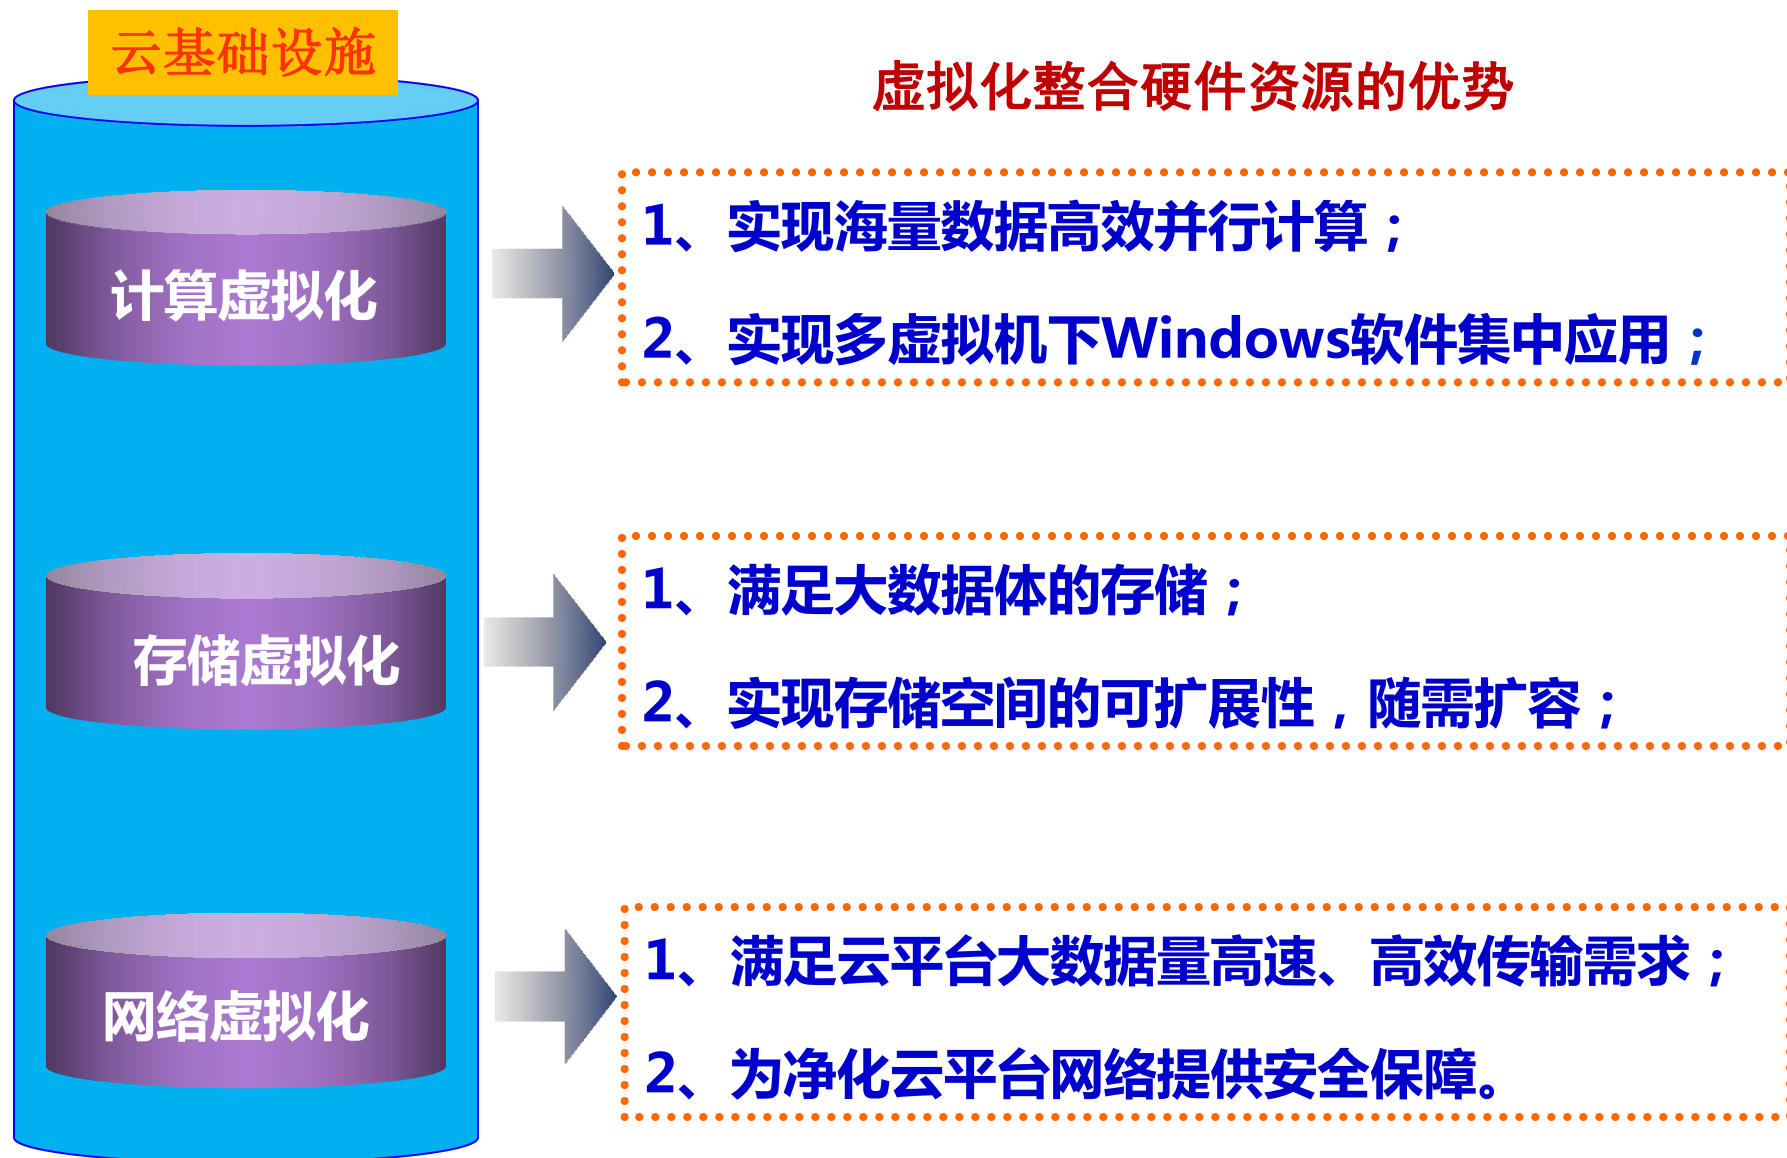 云基础设施
虚拟化整合硬件资源的优势
计算虚拟化
1、实现海量数据高效并行计算；
2、实现多虚拟机下Windows软件集中应用；
存储虚拟化
1、满足大数据体的存储；
2、实现存储空间的可扩展性，随需扩容；
网络虚拟化
1、满足云平台大数据量高速、高效传输需求；
2、为净化云平台网络提供安全保障。